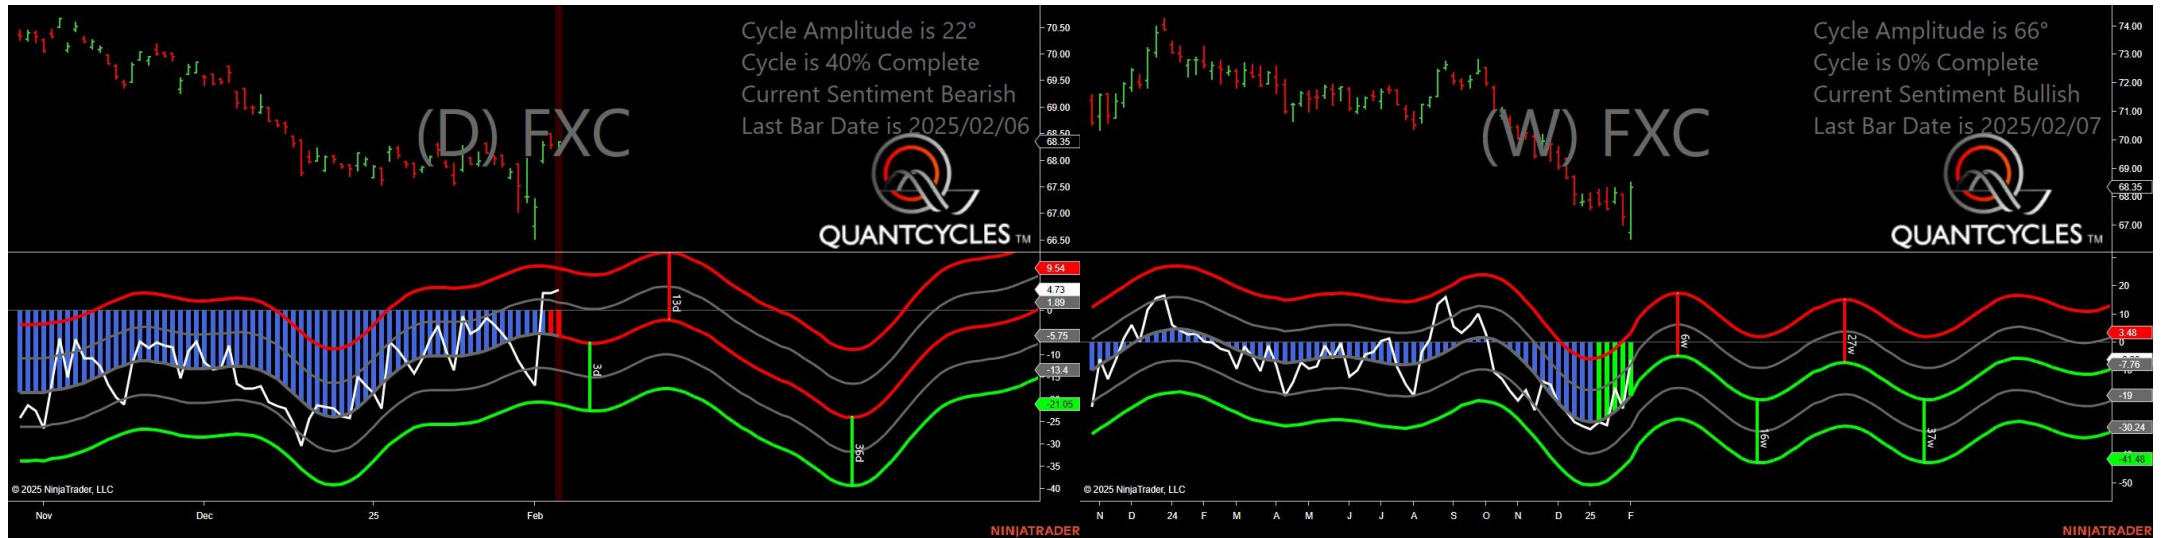 Cycle Amplitude is 22°
Cycle is 40% Complete
Current Sentiment Bearish
Last Bar Date is 2025/02/06
(D) FXC
QUANTCYCLES TM
70.50
70.00
69.50
69.00
68.50
68.35
68.00
67.50
67.00
66.50
9.54
4.73
1.89
0
-5.75
-10
-13.4
-15
-21.05
-25
-30
-35
-40
13d
3d
36d
© 2025 NinjaTrader, LLC
Nov
Dec
25
Feb
NINJATRADER
Cycle Amplitude is 66°
Cycle is 0% Complete
Current Sentiment Bullish
Last Bar Date is 2025/02/07
(W) FXC
QUANTCYCLES TM
74.00
73.00
72.00
71.00
70.00
69.00
68.35
68.00
67.00
20
10
3.48
0
-7.76
-19
-30.24
-41.48
-50
6w
27w
16w
37w
© 2025 NinjaTrader, LLC
N
D
24
F
M
A
M
J
J
A
S
O
N
D
25
F
NINJATRADER